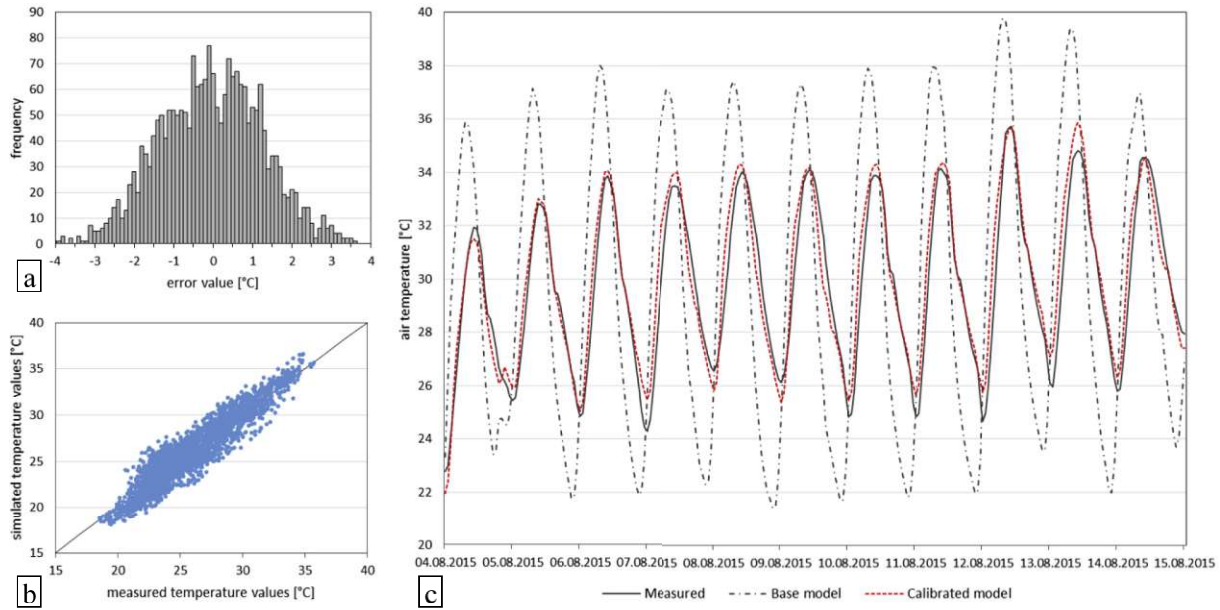 90
80
70
60
50
40
30
20
10
0
frequency
-4 -3 -2 -1 0 1 2 3 4
error value [°C]
a
40
35
30
25
20
15
simulated temperature values [°C]
15 20 25 30 35 40
measured temperature values [°C]
b
40
38
36
34
32
30
28
26
24
22
20
air temperature [°C]
04.08.2015 05.08.2015 06.08.2015 07.08.2015 08.08.2015 09.08.2015 10.08.2015 11.08.2015 12.08.2015 13.08.2015 14.08.2015 15.08.2015
c
Measured Base model Calibrated model